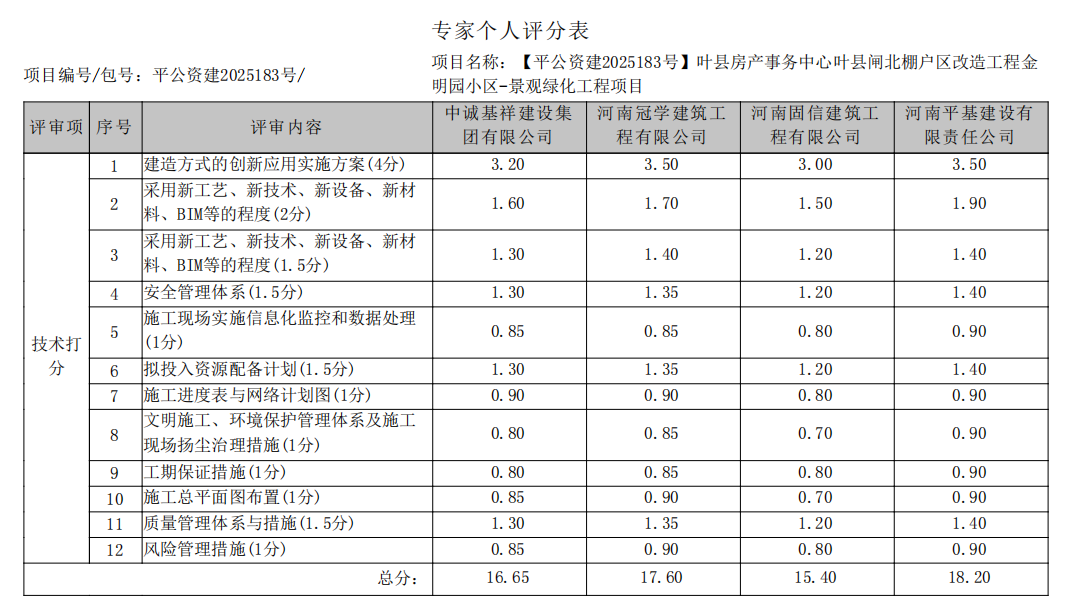 专家个人评分表
项目编号/包号: 平公资建2025183号/
项目名称: 【平公资建2025183号】叶县房产事务中心叶县闸北棚户区改造工程金
明园小区-景观绿化工程项目
评审项 序号 评审内容 中诚基祥建设集 河南冠学建筑工 河南固信建筑工 河南平基建设有
团有限公司 程有限公司 程有限公司 限责任公司
1 建造方式的创新应用实施方案(4分) 3.20 3.50 3.00 3.50
2 采用新工艺、新技术、新设备、新材 1.60 1.70 1.50 1.90
料、BIM等的程度(2分)
3 采用新工艺、新技术、新设备、新材 1.30 1.40 1.20 1.40
料、BIM等的程度(1.5分)
4 安全管理体系(1.5分) 1.30 1.35 1.20 1.40
5 施工现场实施信息化监控和数据处理 0.85 0.85 0.80 0.90
(1分)
技术打
分
6 拟投入资源配备计划(1.5分) 1.30 1.35 1.20 1.40
7 施工进度表与网络计划图(1分) 0.90 0.90 0.80 0.90
8 文明施工、环境保护管理体系及施工 0.80 0.85 0.70 0.90
现场扬尘治理措施(1分)
9 工期保证措施(1分) 0.80 0.85 0.80 0.90
10 施工总平面图布置(1分) 0.85 0.90 0.70 0.90
11 质量管理体系与措施(1.5分) 1.30 1.35 1.20 1.40
12 风险管理措施(1分) 0.85 0.90 0.80 0.90
总分: 16.65 17.60 15.40 18.20